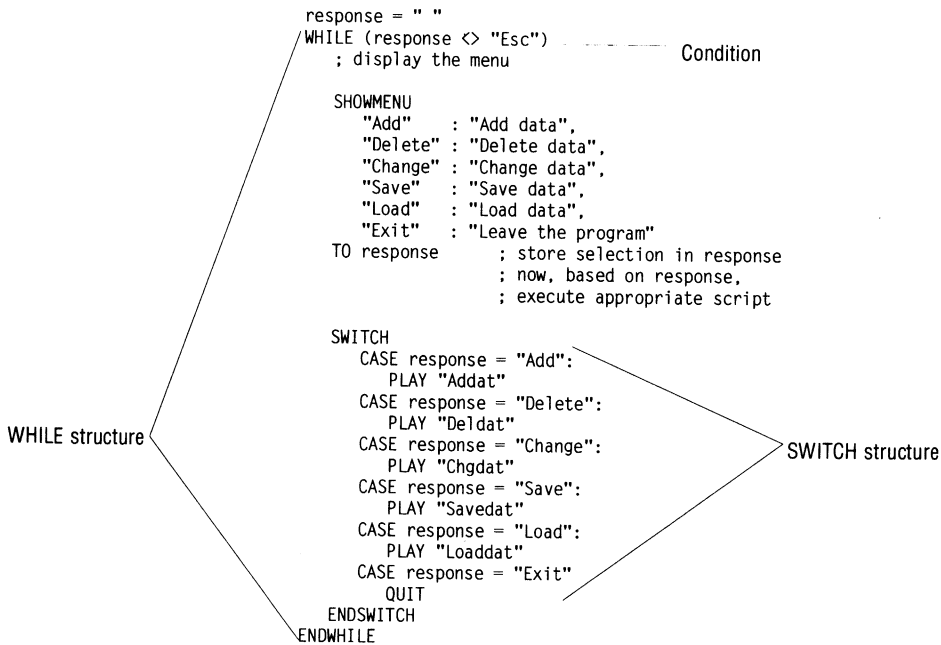 response = " "
WHILE (response <> "Esc")
Condition
; display the menu
SHOWMENU
"Add" : "Add data",
"Delete" : "Delete data",
"Change" : "Change data",
"Save" : "Save data",
"Load" : "Load data",
"Exit" : "Leave the program"
TO response ; store selection in response
; now, based on response,
; execute appropriate script
SWITCH
CASE response = "Add":
PLAY "Addat"
CASE response = "Delete":
PLAY "Deldat"
CASE response = "Change":
PLAY "Chgdat"
CASE response = "Save":
PLAY "Savedat"
CASE response = "Load":
PLAY "Loaddat"
CASE response = "Exit"
QUIT
ENDSWITCH
ENDWHILE
WHILE structure
SWITCH structure